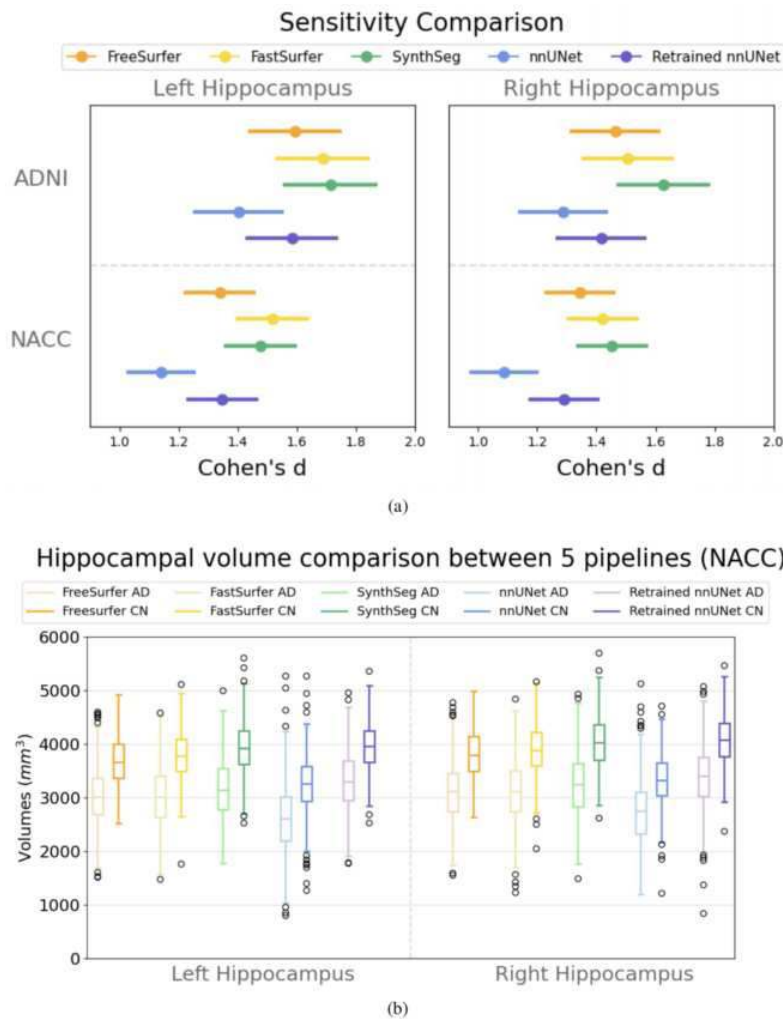 Sensitivity Comparison
FreeSurfer FastSurfer SynthSeg nnUNet Retrained nnUNet
Left Hippocampus Right Hippocampus
ADNI
NACC
1.0 1.2 1.4 1.6 1.8 2.0 1.0 1.2 1.4 1.6 1.8 2.0
Cohen's d Cohen's d
(a)
Hippocampal volume comparison between 5 pipelines (NACC)
FreeSurfer AD FastSurfer AD SynthSeg AD nnUNet AD Retrained nnUNet AD
Freesurfer CN FastSurfer CN SynthSeg CN nnUNet CN Retrained nnUNet CN
6000
5000
4000
3000
2000
1000
0
Volumes (mm³)
Left Hippocampus Right Hippocampus
(b)